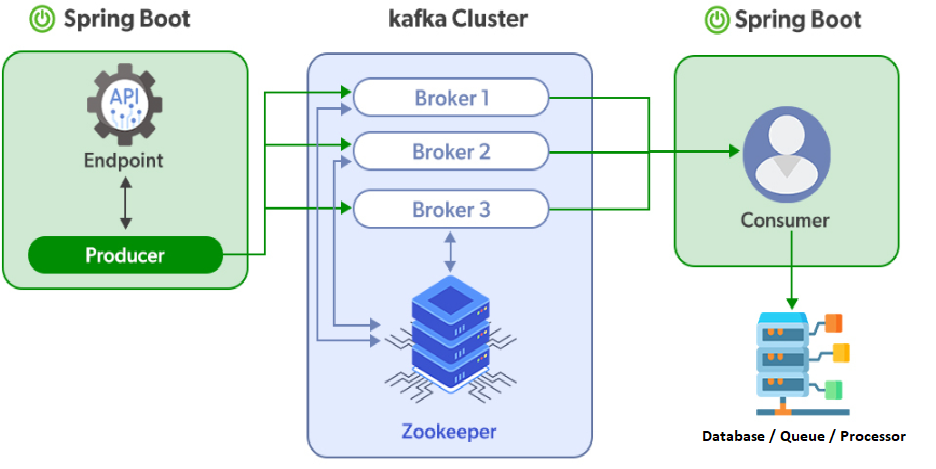 Spring Boot
kafka Cluster
Spring Boot
API
Endpoint
Producer
Broker 1
Broker 2
Broker 3
Zookeeper
Consumer
Database / Queue / Processor